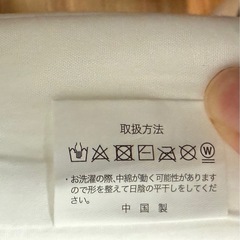 取扱方法
・お洗濯の際、中綿が動く可能性があります
ので形を整えて日陰の平干しをしてくだ
さい。
中国製